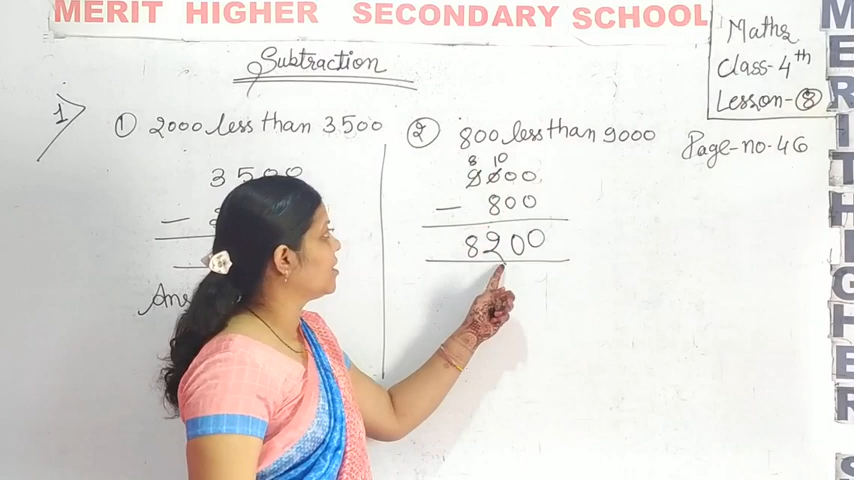 MERIT HIGHER SECONDARY SCHOOL
Subtraction
Maths
Class-4th
Lesson-8
Page-no-46
1
① 2000 less than 3500
3500
-
Ans
② 800 less than 9000
8 10
9000
- 800
8200